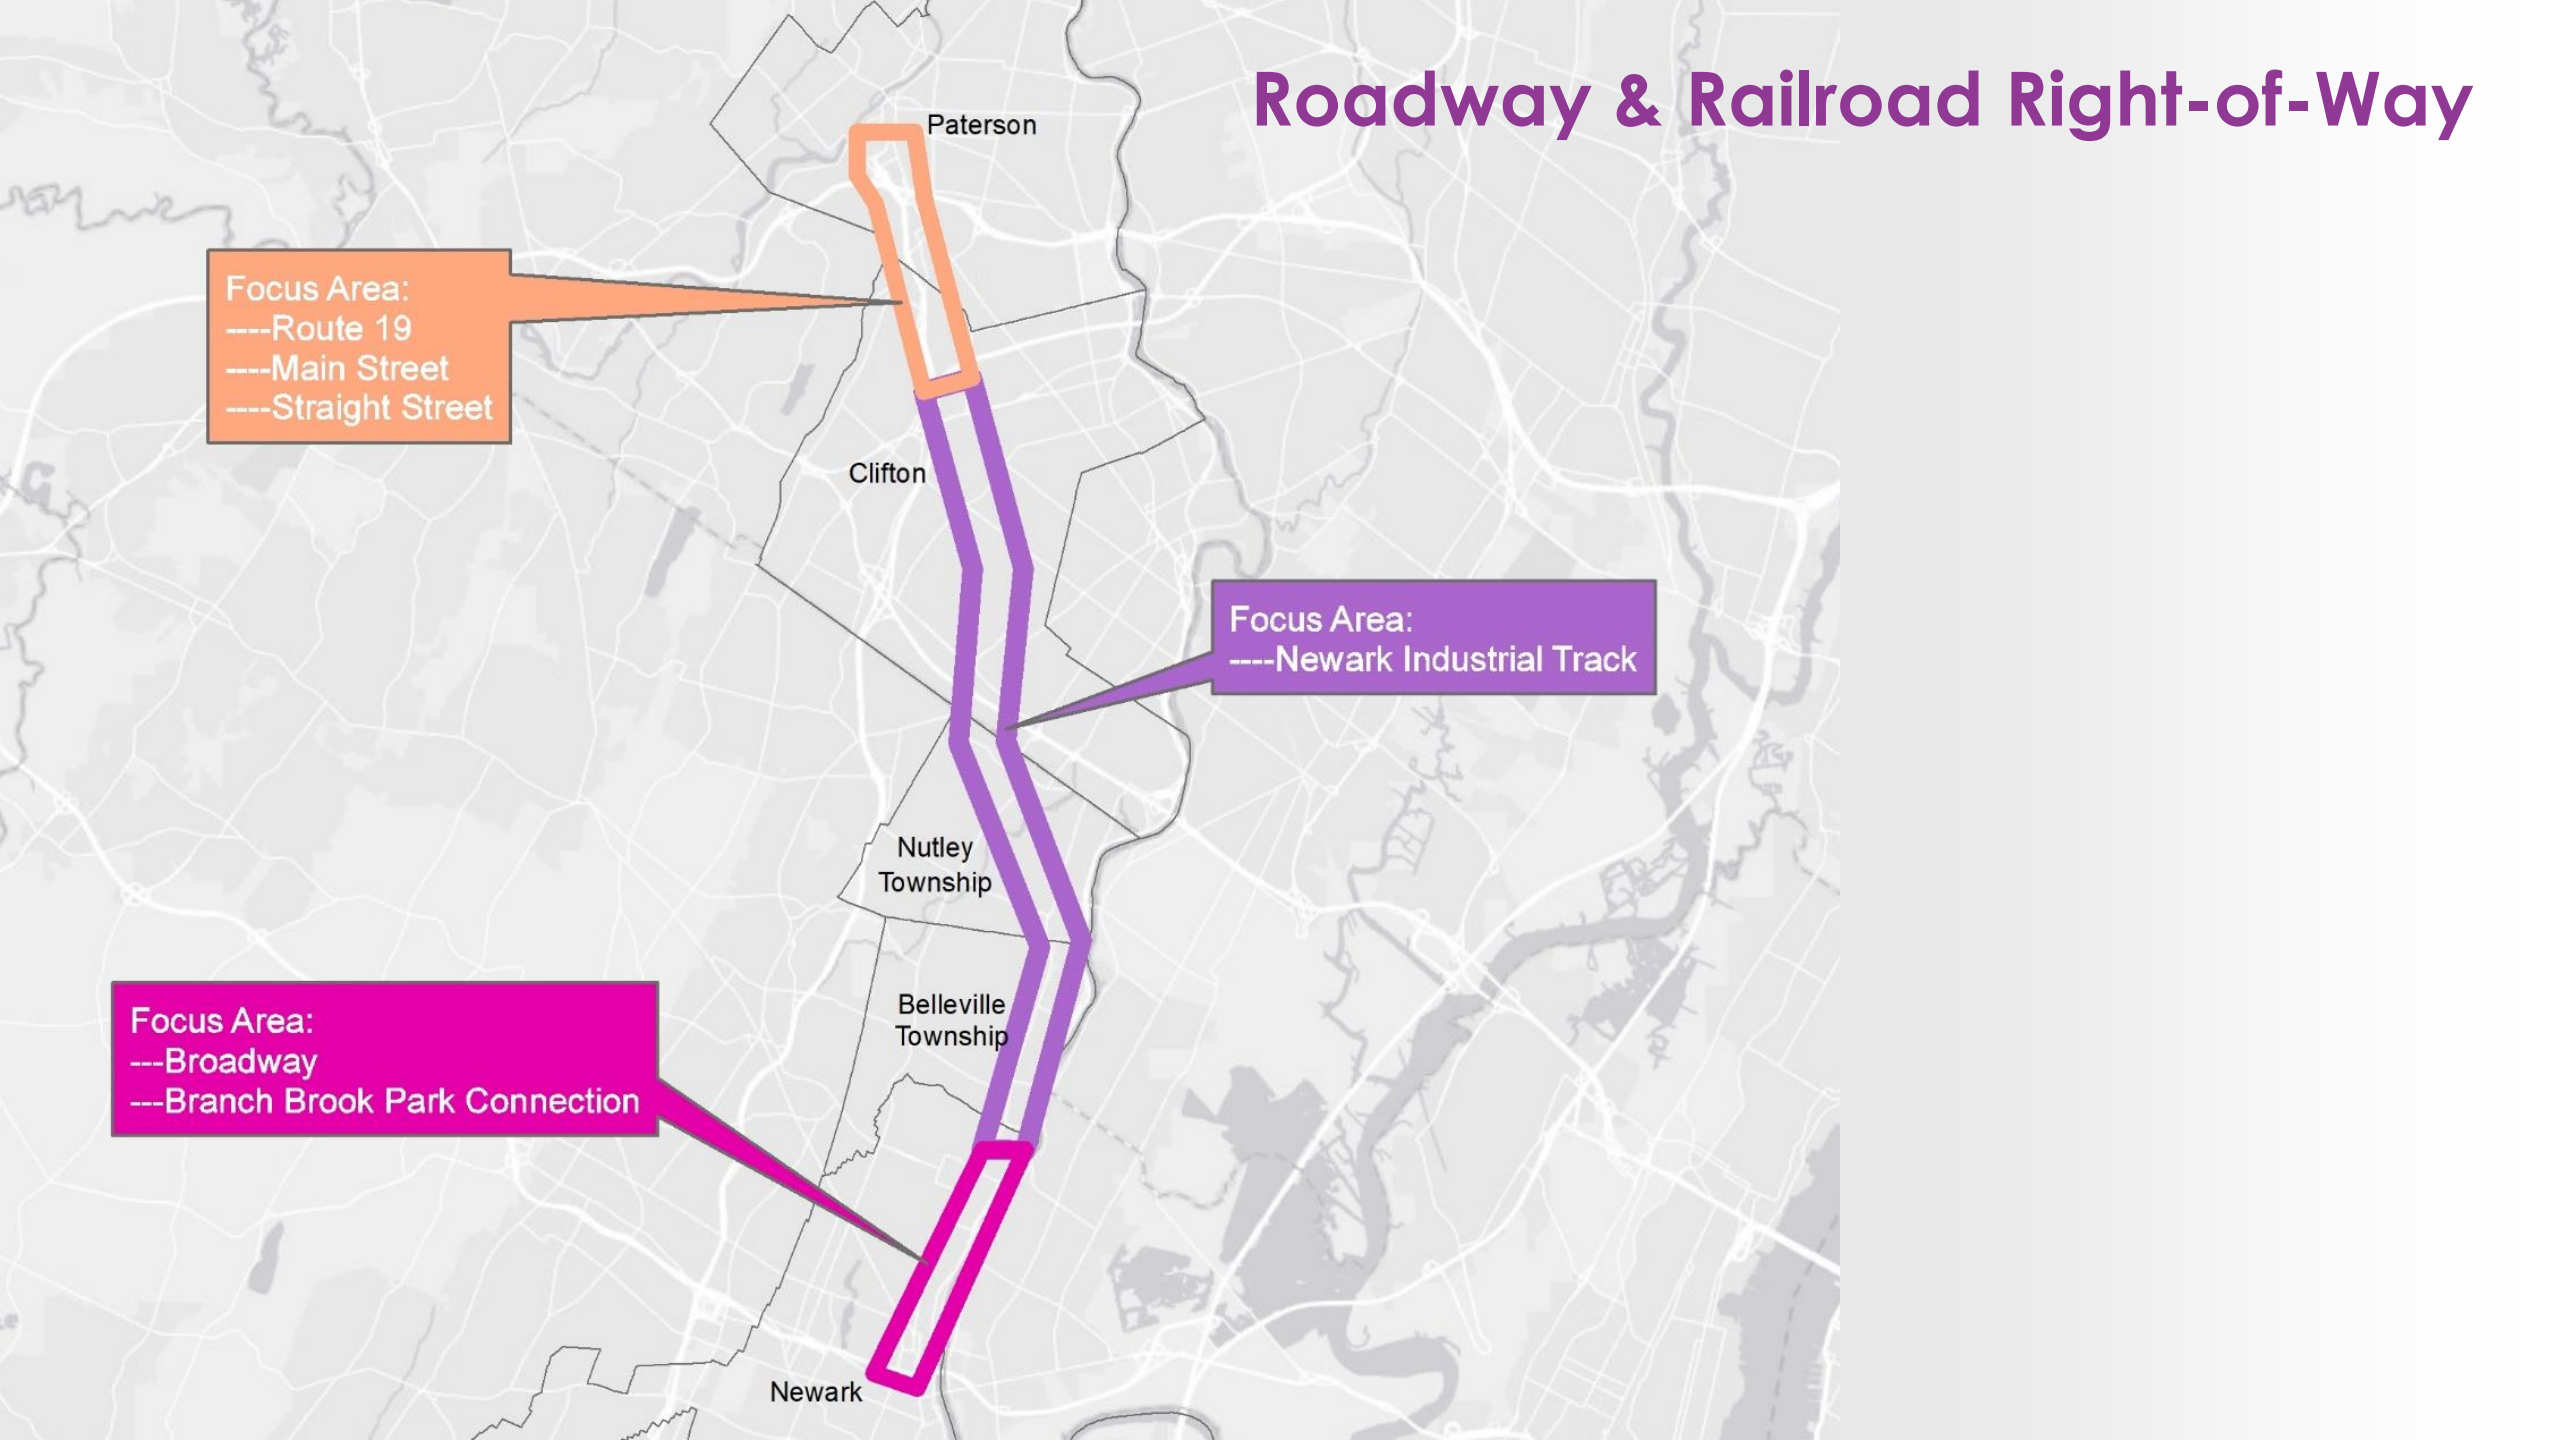 Roadway & Railroad Right-of-Way
Paterson
Focus Area:
----Route 19
----Main Street
----Straight Street
Clifton
Focus Area:
----Newark Industrial Track
Nutley
Township
Focus Area:
---Broadway
---Branch Brook Park Connection
Belleville
Township
Newark